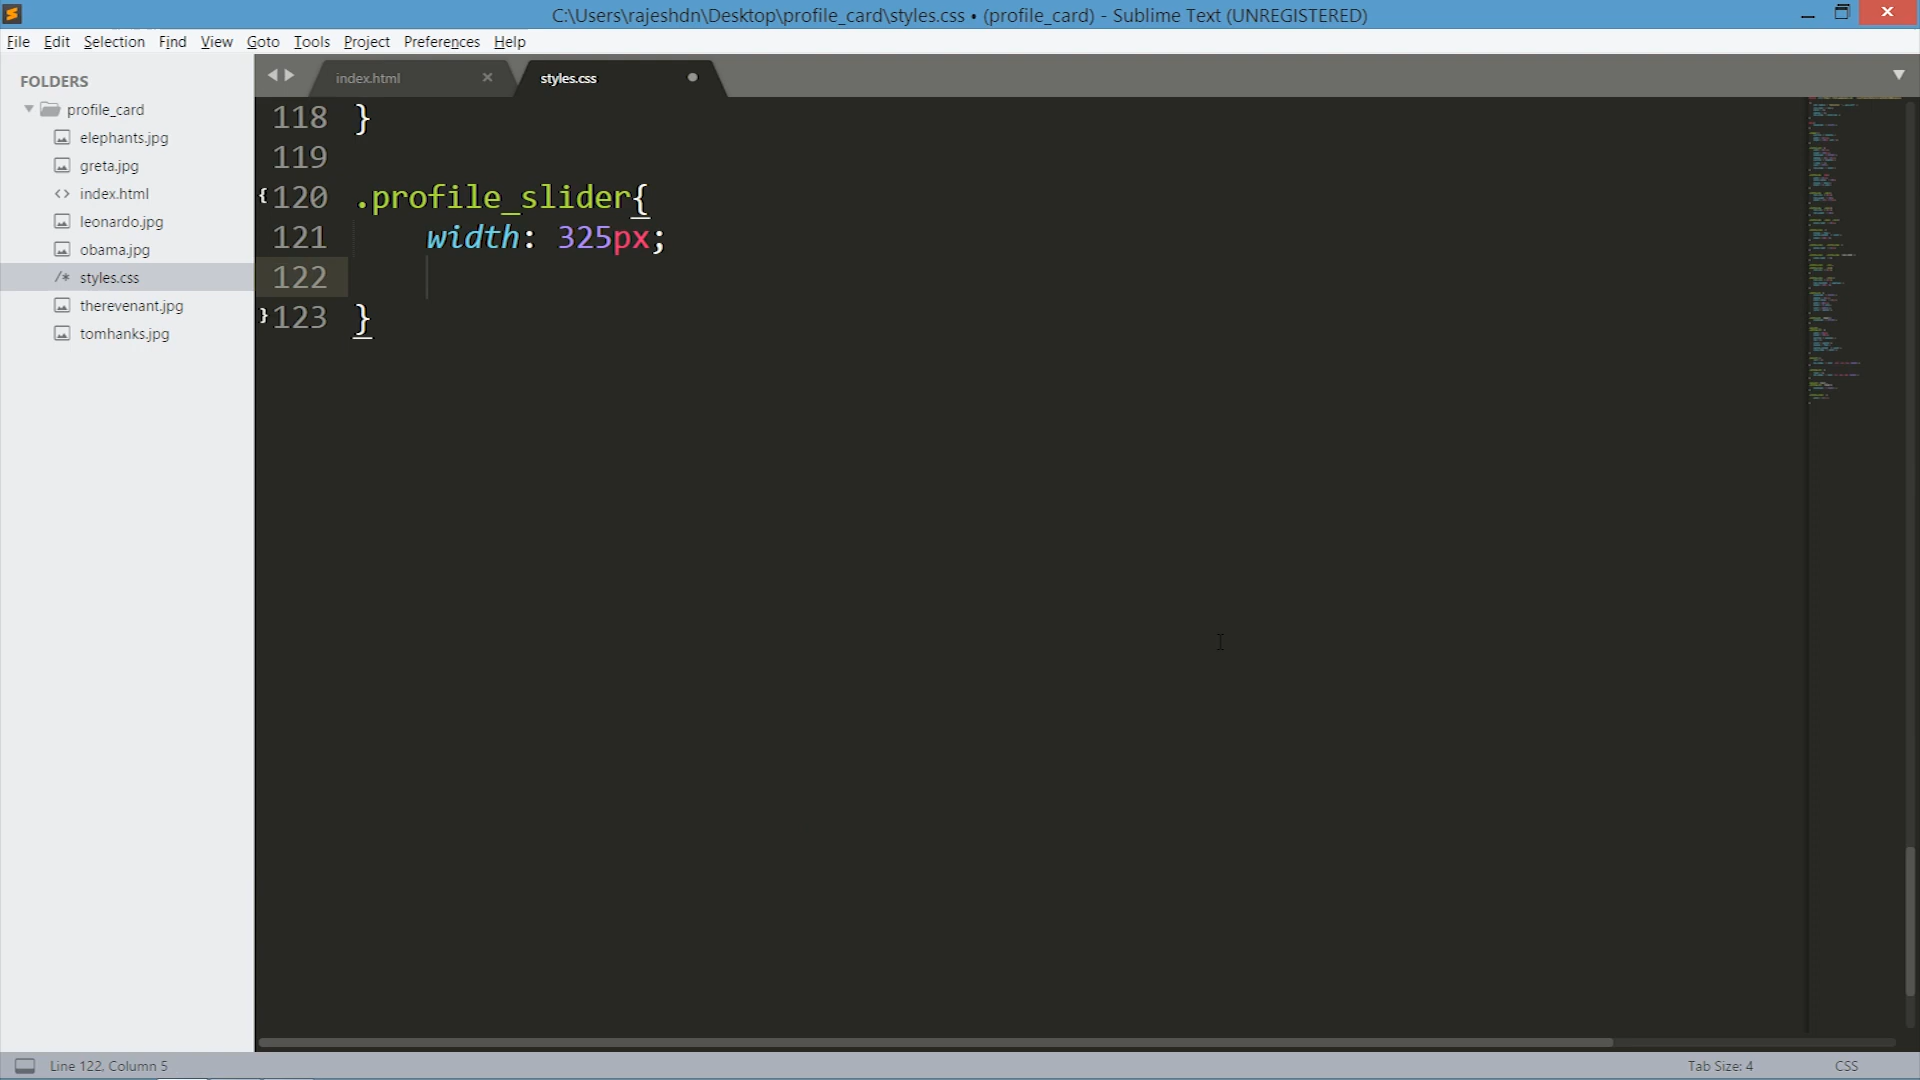 C:\Users\rajeshdn\Desktop\profile_card\styles.css • (profile_card) - Sublime Text (UNREGISTERED)
File Edit Selection Find View Goto Tools Project Preferences Help
FOLDERS
profile_card
elephants.jpg
greta.jpg
<> index.html
leonardo.jpg
obama.jpg
/* styles.css
therevenant.jpg
tomhanks.jpg
index.html
styles.css
118 }
119
120 .profile_slider{
121 width: 325px;
122
123 }
Line 122, Column 5
Tab Size: 4
CSS